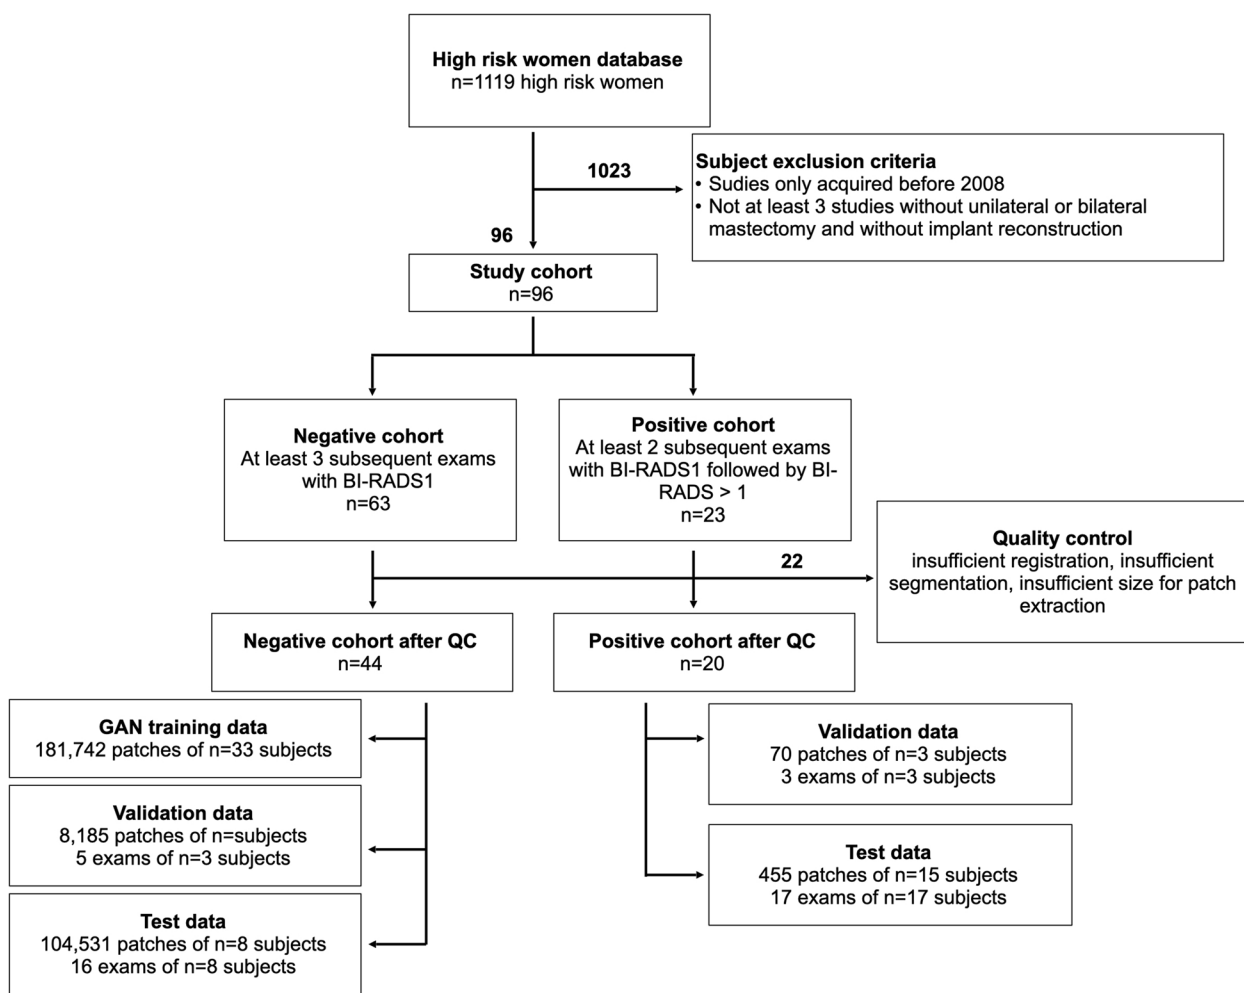 High risk women database
n=1119 high risk women
1023
Subject exclusion criteria
• Sudies only acquired before 2008
• Not at least 3 studies without unilateral or bilateral
mastectomy and without implant reconstruction
96
Study cohort
n=96
Negative cohort
At least 3 subsequent exams
with BI-RADS1
n=63
Positive cohort
At least 2 subsequent exams
with BI-RADS1 followed by BI-
RADS > 1
n=23
22
Quality control
insufficient registration, insufficient
segmentation, insufficient size for patch
extraction
Negative cohort after QC
n=44
Positive cohort after QC
n=20
GAN training data
181,742 patches of n=33 subjects
Validation data
8,185 patches of n=subjects
5 exams of n=3 subjects
Test data
104,531 patches of n=8 subjects
16 exams of n=8 subjects
Validation data
70 patches of n=3 subjects
3 exams of n=3 subjects
Test data
455 patches of n=15 subjects
17 exams of n=17 subjects